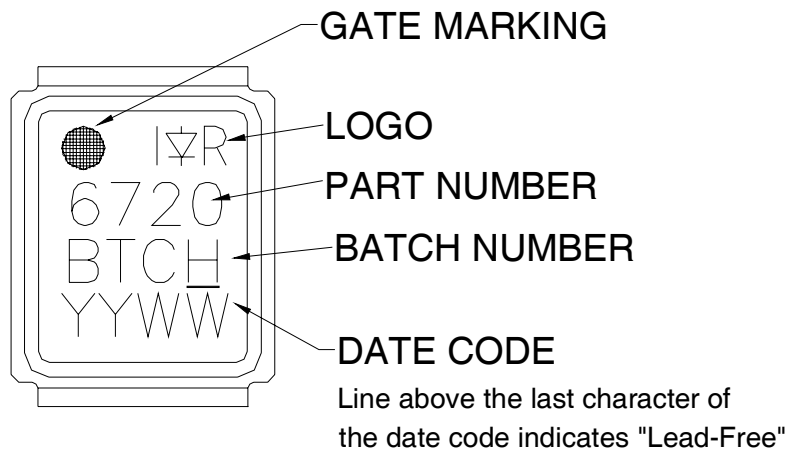 GATE MARKING
I R
LOGO
6720
PART NUMBER
BTCH
BATCH NUMBER
YYWW
DATE CODE
Line above the last character of
the date code indicates "Lead-Free"